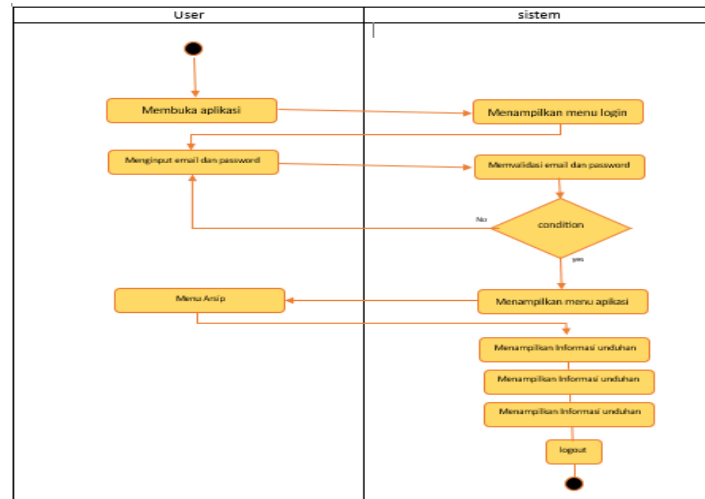 User
sistem
Membuka aplikasi
Menampilkan menu login
Menginput email dan password
Memvalidasi email dan password
No
condition
yes
Menu Arsip
Menampilkan menu apikasi
Menampilkan Informasi unduhan
Menampilkan Informasi unduhan
Menampilkan Informasi unduhan
logout